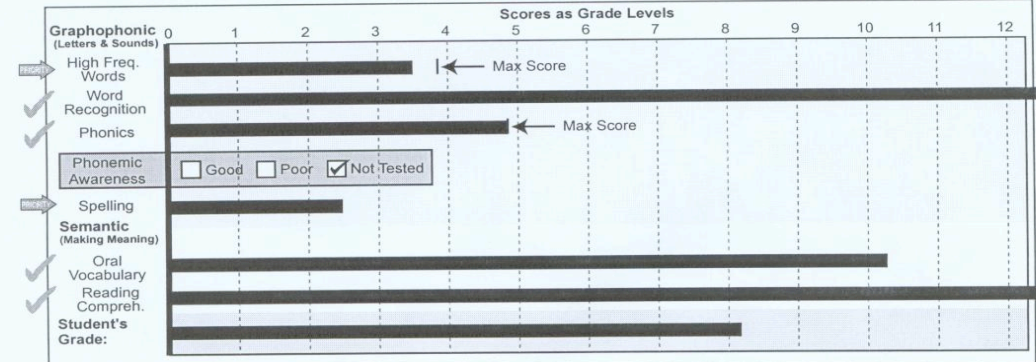 Scores as Grade Levels
Graphophonic 0 1 2 3 4 5 6 7 8 9 10 11 12
(Letters & Sounds)
High Freq.
Words
Max Score
Word
Recognition
Phonics
Max Score
Phonemic
Awareness
Good Poor Not Tested
PRIORITY
PRIORITY
Spelling
Semantic
(Making Meaning)
Oral
Vocabulary
Reading
Compreh.
Student's
Grade: